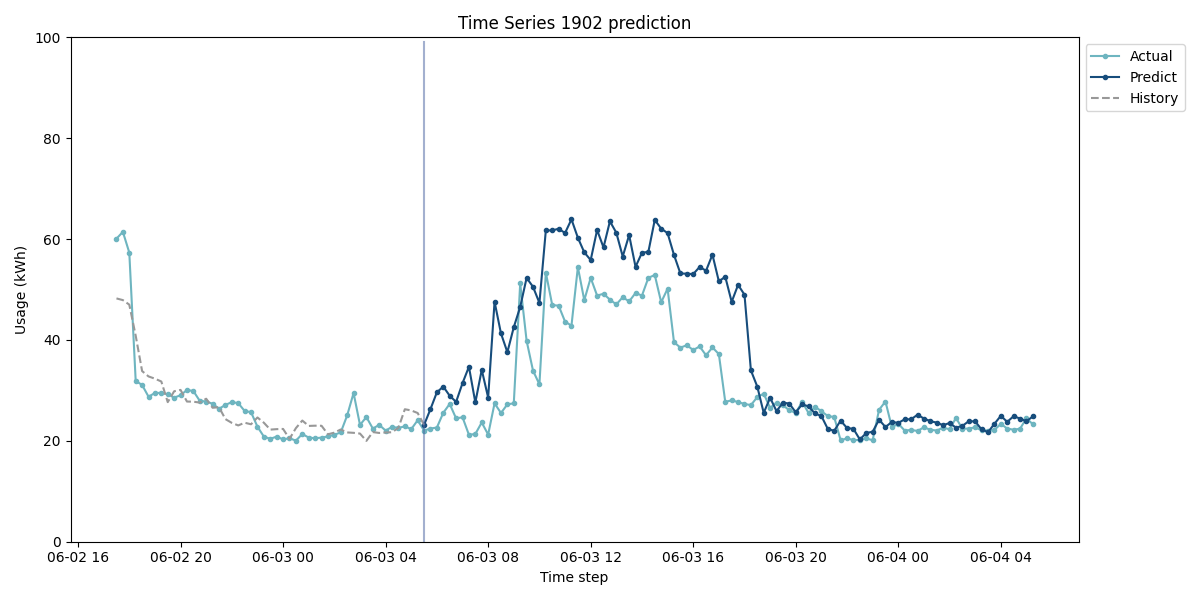 Time Series 1902 prediction
100
80
60
40
20
0
Usage (kWh)
06-02 16
06-02 20
06-03 00
06-03 04
06-03 08
06-03 12
06-03 16
06-03 20
06-04 00
06-04 04
Time step
Actual
Predict
History